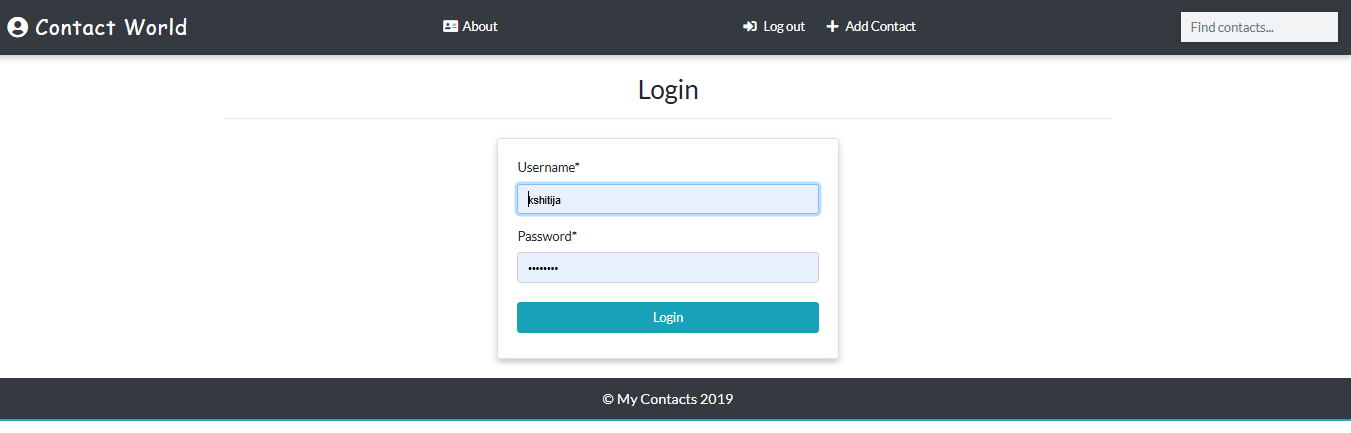 Contact World About Log out Add Contact Find contacts...
Login
Username*
kshitija
Password*
••••••••
Login
© My Contacts 2019